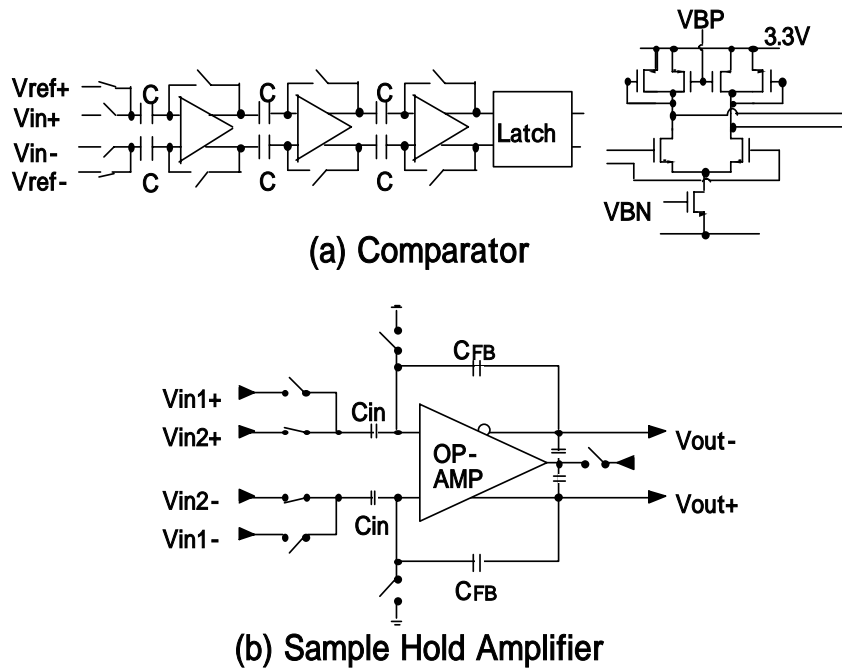 VBP
3.3V
Vref+
C
C
C
Vin+
Latch
Vin-
Vref-
C
C
C
VBN
(a) Comparator
CFB
Vin1+
Cin
Vin2+
Vout-
OP-
AMP
Vin2-
Vout+
Cin
Vin1-
CFB
(b) Sample Hold Amplifier